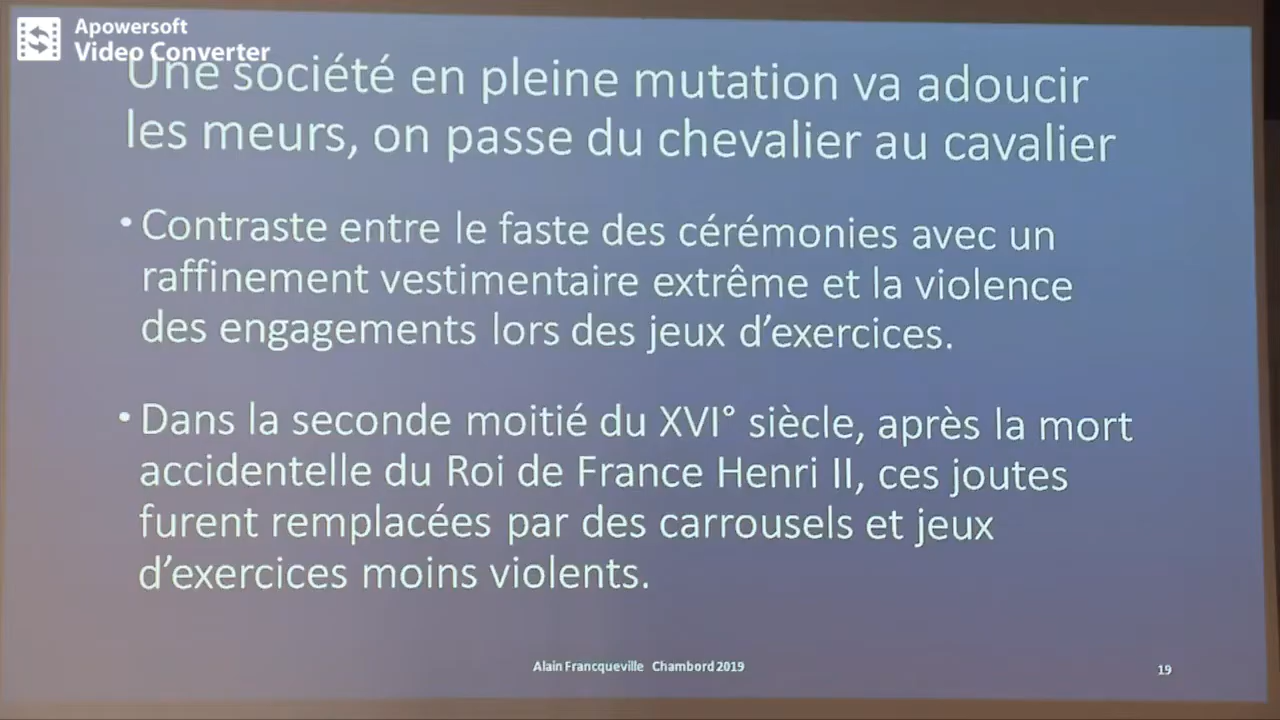 Apowersoft
Video Converter
Une société en pleine mutation va adoucir
les meurs, on passe du chevalier au cavalier
• Contraste entre le faste des cérémonies avec un
raffinement vestimentaire extrême et la violence
des engagements lors des jeux d’exercices.
• Dans la seconde moitié du XVI° siècle, après la mort
accidentelle du Roi de France Henri II, ces joutes
furent remplacées par des carrousels et jeux
d’exercices moins violents.
Alain Francqueville Chambord 2019
19